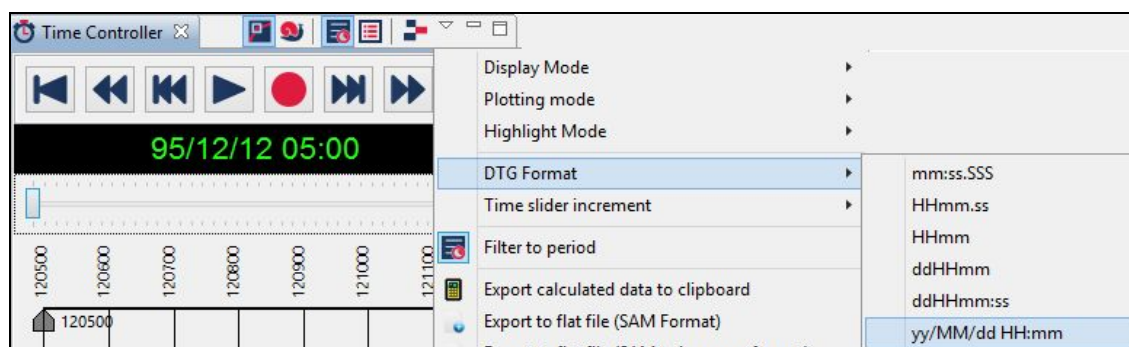 Time Controller
95/12/12 05:00
120500
120600
120700
120800
120900
121000
121100
120500
Display Mode
Plotting mode
Highlight Mode
DTG Format
Time slider increment
Filter to period
Export calculated data to clipboard
Export to flat file (SAM Format)
mm:ss.SSS
HHmm.ss
HHmm
ddHHmm
ddHHmm:ss
yy/MM/dd HH:mm